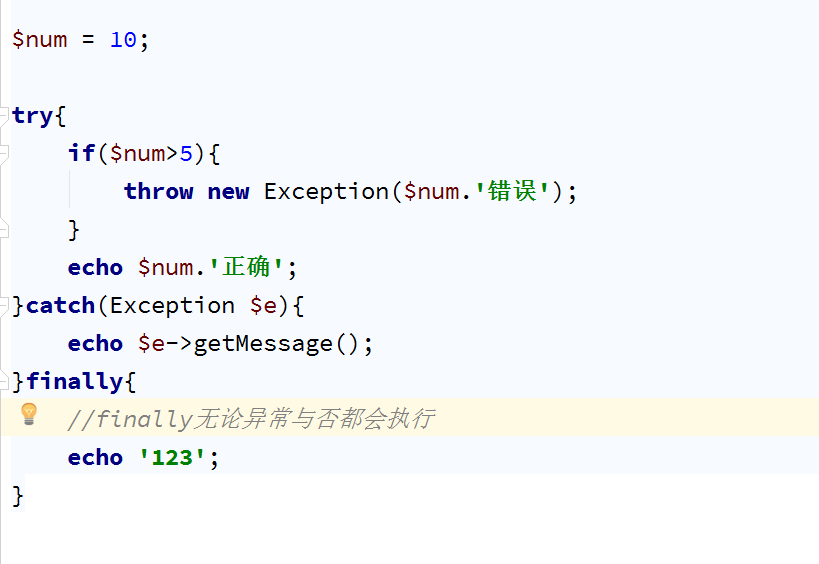 $num = 10;
try{
if($num>5){
throw new Exception($num.'错误');
}
echo $num.'正确';
}catch(Exception $e){
echo $e->getMessage();
}finally{
//finally无论异常与否都会执行
echo '123';
}